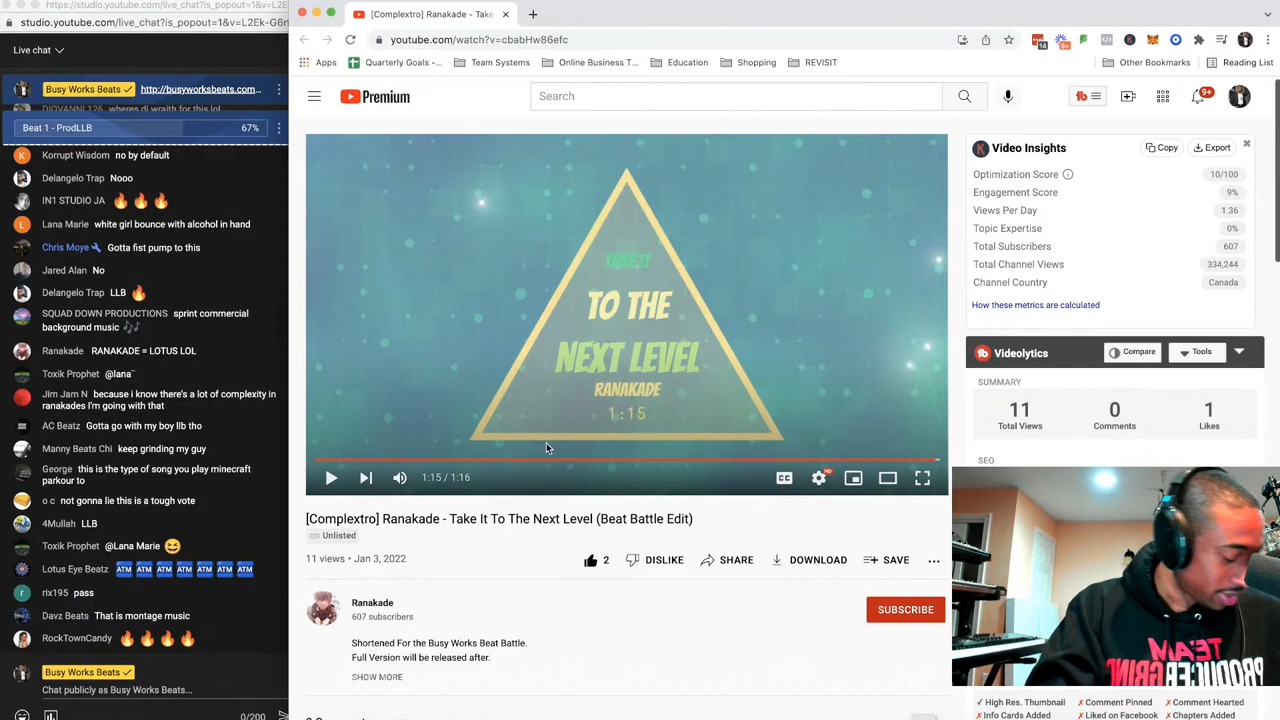 https://studio.youtube.com/live_chat?is_popout=1&v=L2Ek-G6n
studio.youtube.com/live_chat?is_popout=1&v=L2Ek-G6n
Live chat
Busy Works Beats http://busyworksbeats.com...
DIOVANNI 126 wheres dj wraith for this lol
Beat 1 - ProdLLB 67%
Korrupt Wisdom no by default
Delangelo Trap Nooo
IN1 STUDIO JA 🔥 🔥 🔥
Lana Marie white girl bounce with alcohol in hand
Chris Moye Gotta fist pump to this
Jared Alan No
Delangelo Trap LLB 🔥
SQUAD DOWN PRODUCTIONS sprint commercial
background music 🎶
Ranakade RANAKADE = LOTUS LOL
Toxik Prophet @lana¨
Jim Jam N because i know there's a lot of complexity in
ranakades I'm going with that
AC Beatz Gotta go with my boy llb tho
Manny Beats Chi keep grinding my guy
George this is the type of song you play minecraft
parkour to
o c not gonna lie this is a tough vote
4Mullah LLB
Toxik Prophet @Lana Marie 😆
Lotus Eye Beatz 🏧 🏧 🏧 🏧 🏧 🏧 🏧
rix195 pass
Davz Beats That is montage music
RockTownCandy 🔥 🔥 🔥 🔥
Busy Works Beats
Chat publicly as Busy Works Beats...
0/200
[Complextro] Ranakade - Take
youtube.com/watch?v=cbabHw86efc
14
9+
Apps Quarterly Goals -... Team Systems Online Business T... Education Shopping REVISIT Other Bookmarks Reading List
Premium Search tb 9+
TAKE IT
TO THE
NEXT LEVEL
RANAKADE
1:15
1:15 / 1:16 CC HD
[Complextro] Ranakade - Take It To The Next Level (Beat Battle Edit)
Unlisted
11 views • Jan 3, 2022
2 DISLIKE SHARE DOWNLOAD SAVE ...
Ranakade
607 subscribers
SUBSCRIBE
Shortened For the Busy Works Beat Battle.
Full Version will be released after.
SHOW MORE
K Video Insights Copy Export
Optimization Score 10/100
Engagement Score 9%
Views Per Day 1.36
Topic Expertise 0%
Total Subscribers 607
Total Channel Views 334,244
Channel Country Canada
How these metrics are calculated
tb Videolytics Compare Tools
SUMMARY
11 0 1
Total Views Comments Likes
SEO
TEAM
PRODUCERGRIND
✓ High Res. Thumbnail ✗ Comment Pinned ✗ Comment Hearted
✗ Info Cards Added ✗ Liked on Facebook ✗ Chapters Added